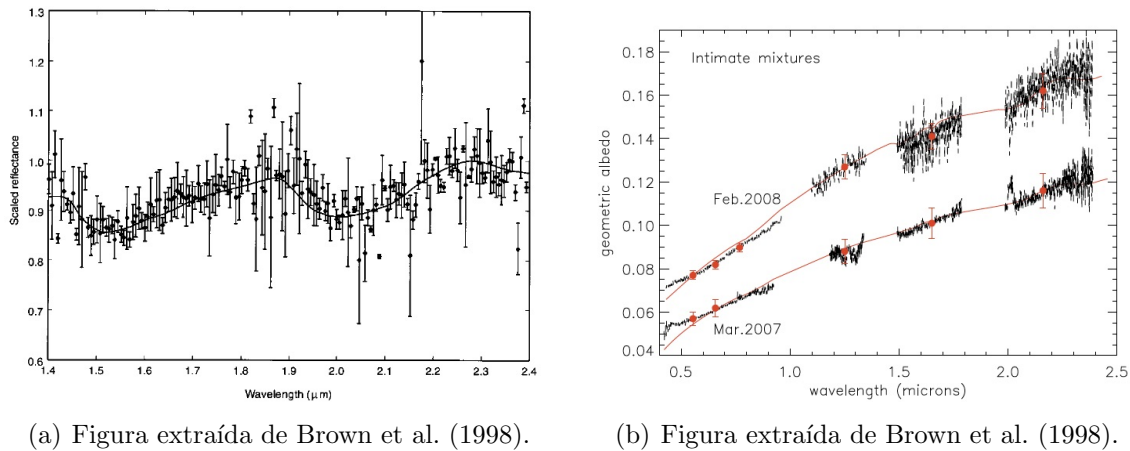 1.3
1.2
1.1
1.0
0.9
0.8
0.7
0.6
Scaled reflectance
1.4 1.5 1.6 1.7 1.8 1.9 2.0 2.1 2.2 2.3 2.4
Wavelength (μm)
(a) Figura extraída de Brown et al. (1998).
0.18
0.16
0.14
0.12
0.10
0.08
0.06
0.04
geometric albedo
Intimate mixtures
Feb.2008
Mar.2007
0.5 1.0 1.5 2.0 2.5
wavelength (microns)
(b) Figura extraída de Brown et al. (1998).